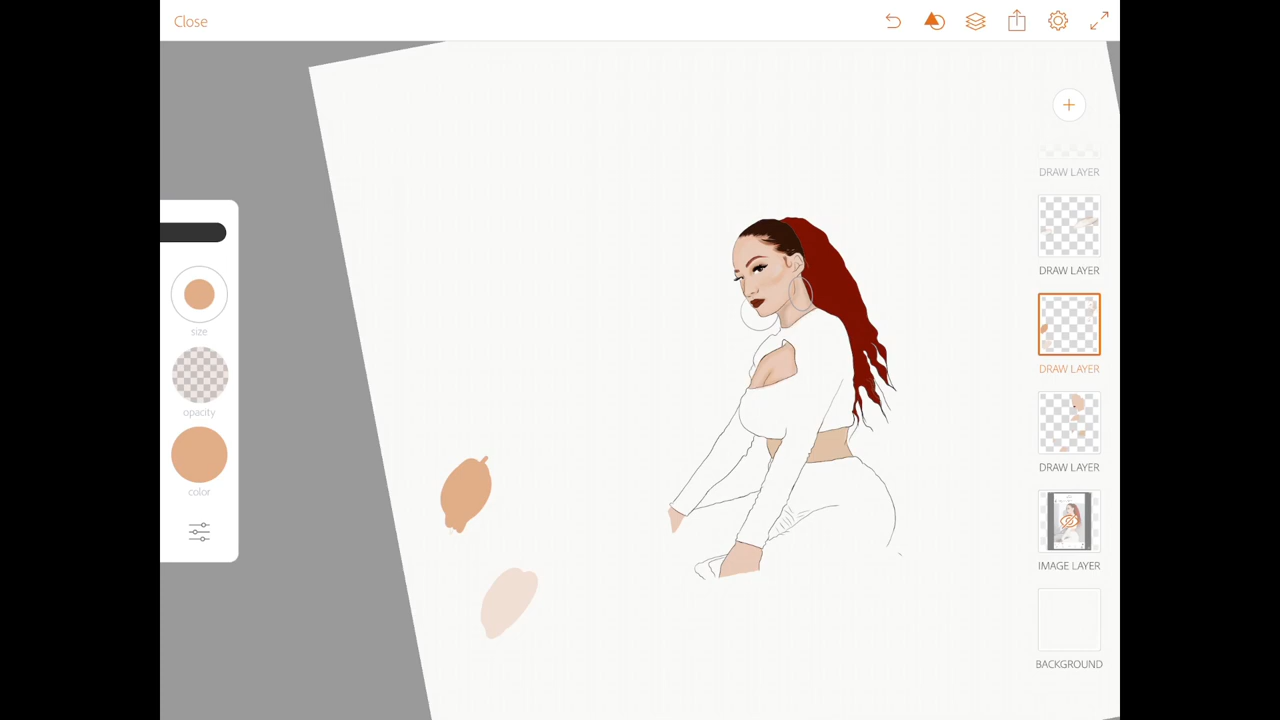 Close
DRAW LAYER
DRAW LAYER
size
DRAW LAYER
opacity
DRAW LAYER
color
IMAGE LAYER
BACKGROUND